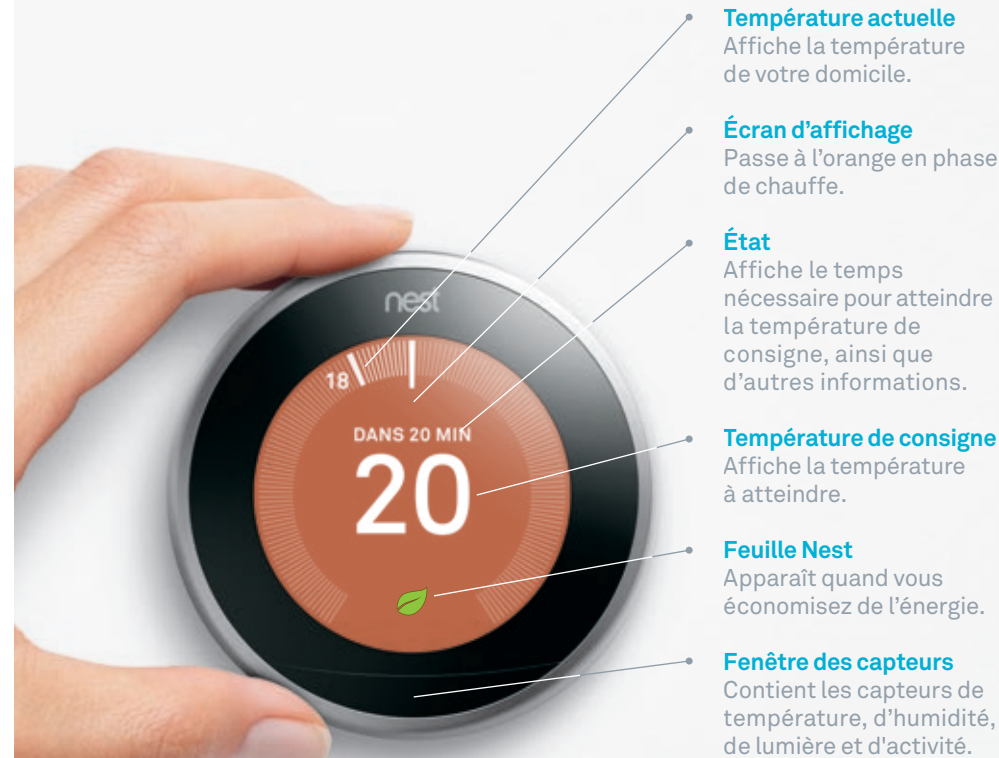 Température actuelle
Affiche la température
de votre domicile.
Écran d’affichage
Passe à l’orange en phase
de chauffe.
État
Affiche le temps
nécessaire pour atteindre
la température de
consigne, ainsi que
d’autres informations.
Température de consigne
Affiche la température
à atteindre.
Feuille Nest
Apparaît quand vous
économisez de l’énergie.
Fenêtre des capteurs
Contient les capteurs de
température, d’humidité,
de lumière et d'activité.
nest
18
DANS 20 MIN
20